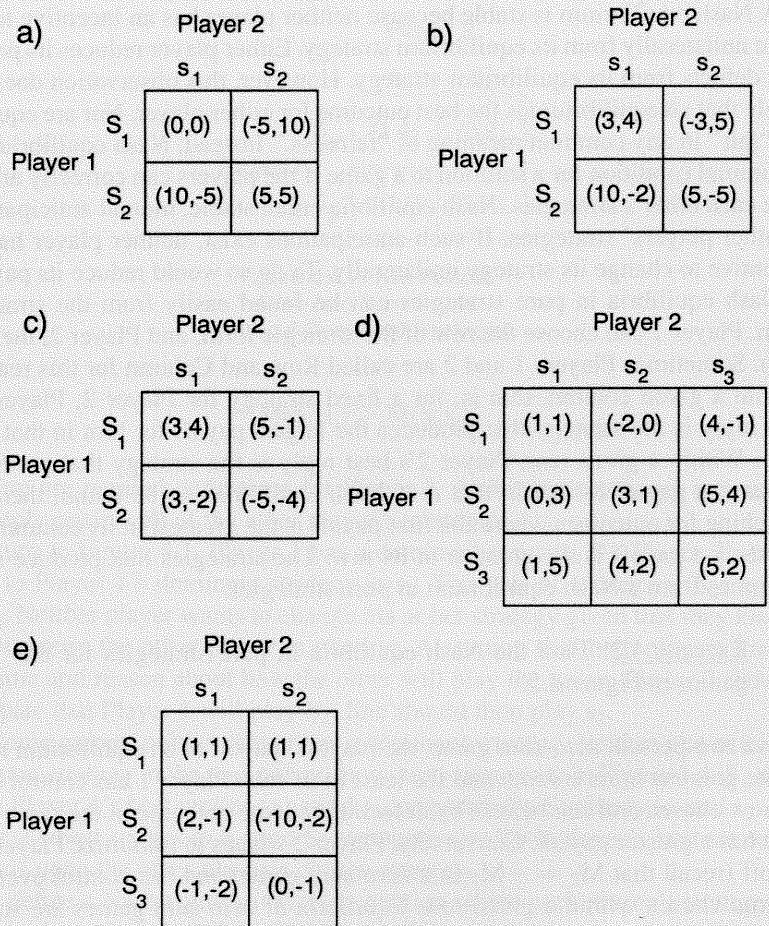 a)
Player 2
s1 s2
Player 1
S1 (0,0) (-5,10)
S2 (10,-5) (5,5)
b)
Player 2
s1 s2
Player 1
S1 (3,4) (-3,5)
S2 (10,-2) (5,-5)
c)
Player 2
s1 s2
Player 1
S1 (3,4) (5,-1)
S2 (3,-2) (-5,-4)
d)
Player 2
s1 s2 s3
Player 1
S1 (1,1) (-2,0) (4,-1)
S2 (0,3) (3,1) (5,4)
S3 (1,5) (4,2) (5,2)
e)
Player 2
s1 s2
Player 1
S1 (1,1) (1,1)
S2 (2,-1) (-10,-2)
S3 (-1,-2) (0,-1)